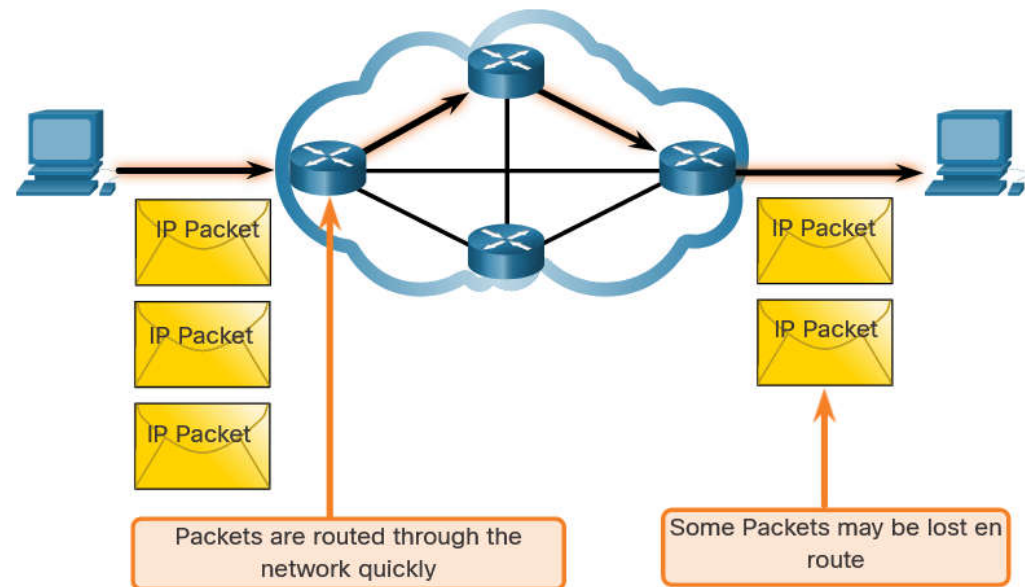 IP Packet
IP Packet
IP Packet
IP Packet
IP Packet
Packets are routed through the
network quickly
Some Packets may be lost en
route